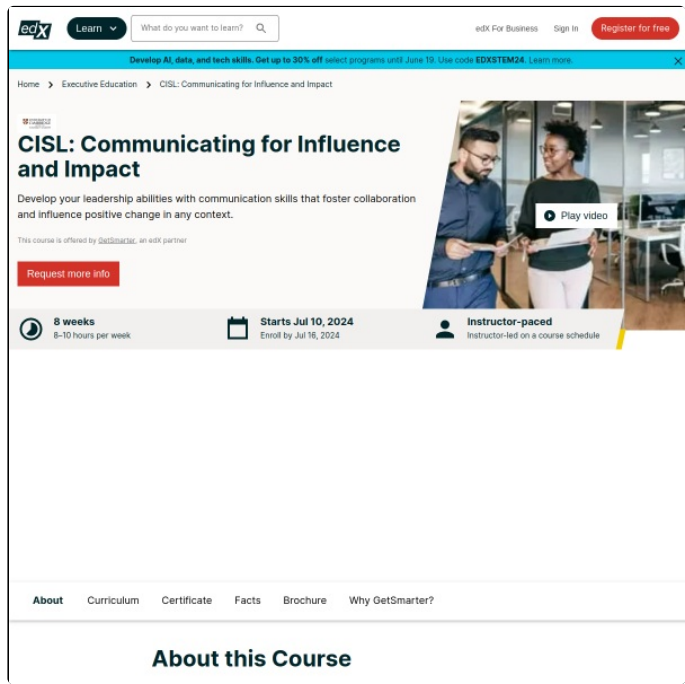 edX
Learn
What do you want to learn?
edX For Business
Sign In
Register for free
Develop AI, data, and tech skills. Get up to 30% off select programs until June 19. Use code EDXSTEM24. Learn more.
Home
Executive Education
CISL: Communicating for Influence and Impact
CISL: Communicating for Influence
and Impact
Develop your leadership abilities with communication skills that foster collaboration
and influence positive change in any context.
This course is offered by GetSmarter, an edX partner
Request more info
Play video
8 weeks
8–10 hours per week
Starts Jul 10, 2024
Enroll by Jul 16, 2024
Instructor-paced
Instructor-led on a course schedule
About
Curriculum
Certificate
Facts
Brochure
Why GetSmarter?
About this Course